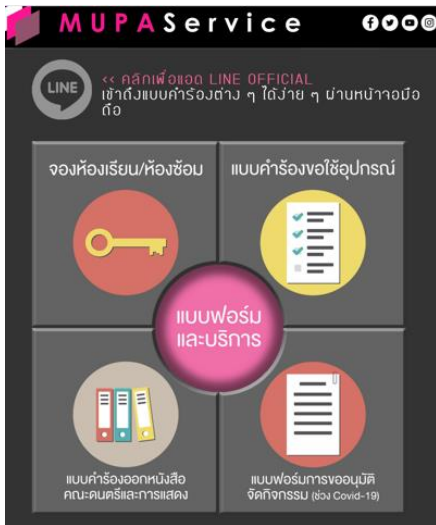 MUPAService
LINE
<< คลิกเพื่อแอด LINE OFFICIAL
เข้าถึงแบบคำร้องต่าง ๆ ได้ง่าย ๆ ผ่านหน้าจอมือ
ถือ
จองห้องเรียน/ห้องซ้อม
แบบคำร้องขอใช้อุปกรณ์
แบบฟอร์ม
และบริการ
แบบคำร้องออกหนังสือ
คณะดนตรีและการแสดง
แบบฟอร์มการขออนุมัติ
จัดกิจกรรม (ช่วง Covid-19)